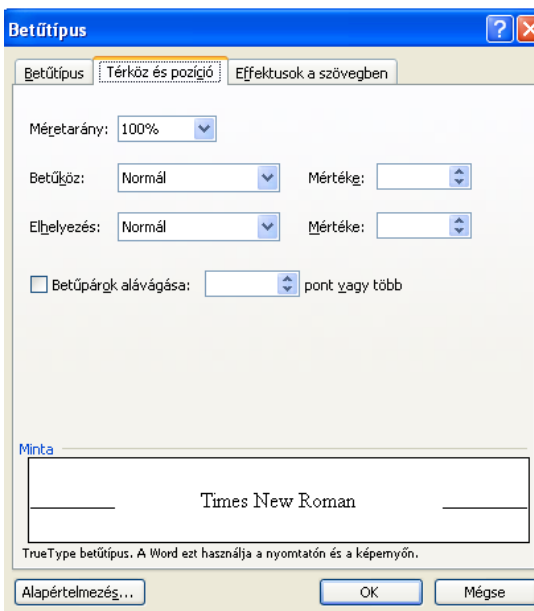 Betűtípus
Betűtípus Térköz és pozíció Effektusok a szövegben
Méretarány: 100%
Betűköz: Normál Mértéke:
Elhelyezés: Normál Mértéke:
Betűpárok alávágása: pont vagy több
Minta
Times New Roman
TrueType betűtípus. A Word ezt használja a nyomtatón és a képernyőn.
Alapértelmezés... OK Mégse